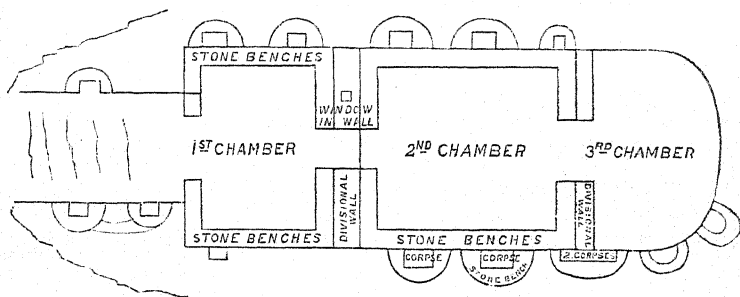 STONE BENCHES
WINDOW
IN WALL
1ST CHAMBER
2ND CHAMBER
3RD CHAMBER
DIVISIONAL
WALL
DIVISIONAL
WALL
STONE BENCHES
STONE BENCHES
CORPSE
CORPSE
STONE BENCH
2. CORPSES